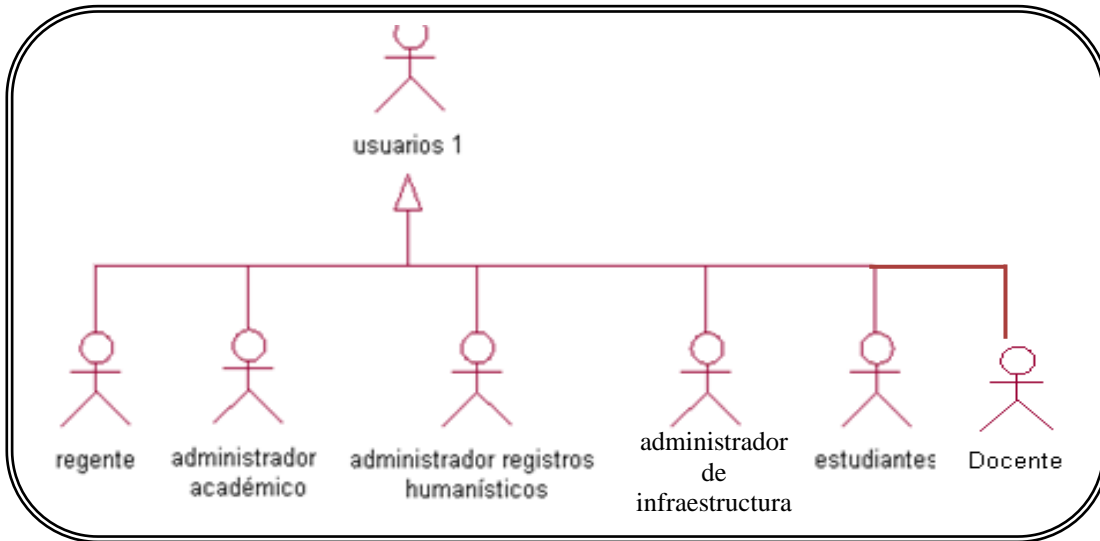 usuarios 1
regente
administrador
académico
administrador registros
humanísticos
administrador
de
infraestructura
estudiantes
Docente